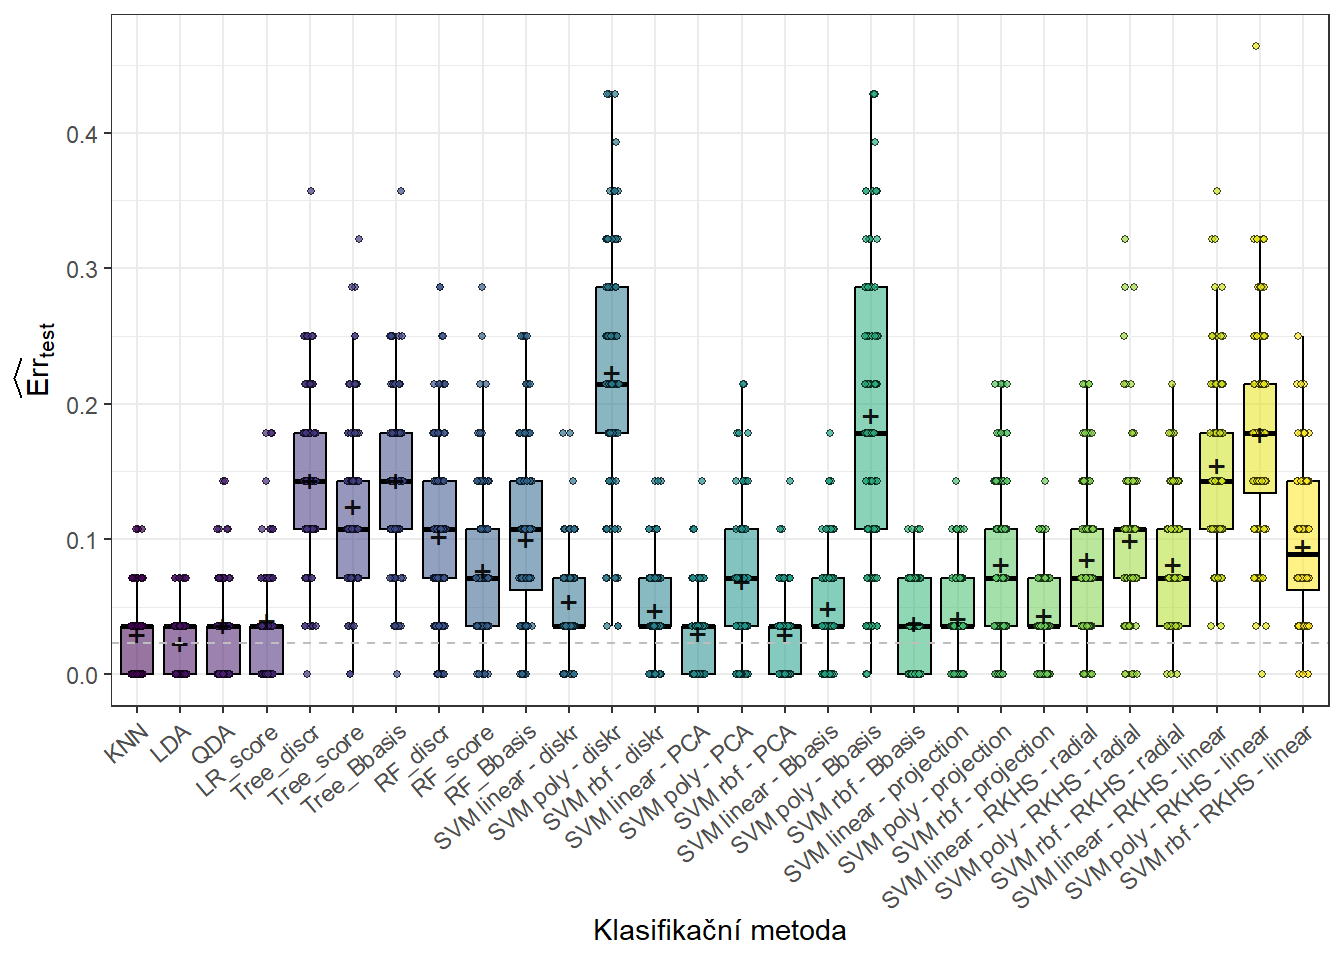 0.4
0.3
0.2
0.1
0.0
Err test
KNN
LDA
QDA
LR_score
Tree_discr
Tree_score
Tree_Bbasis
RF_discr
RF_score
RF_Bbasis
SVM linear - diskr
SVM poly - diskr
SVM rbf - diskr
SVM linear - PCA
SVM poly - PCA
SVM rbf - PCA
SVM linear - Bbasis
SVM poly - Bbasis
SVM rbf - Bbasis
SVM linear - projection
SVM poly - projection
SVM rbf - projection
SVM linear - RKHS - radial
SVM poly - RKHS - radial
SVM rbf - RKHS - radial
SVM linear - RKHS - linear
SVM poly - RKHS - linear
SVM rbf - RKHS - linear
Klasifikační metoda